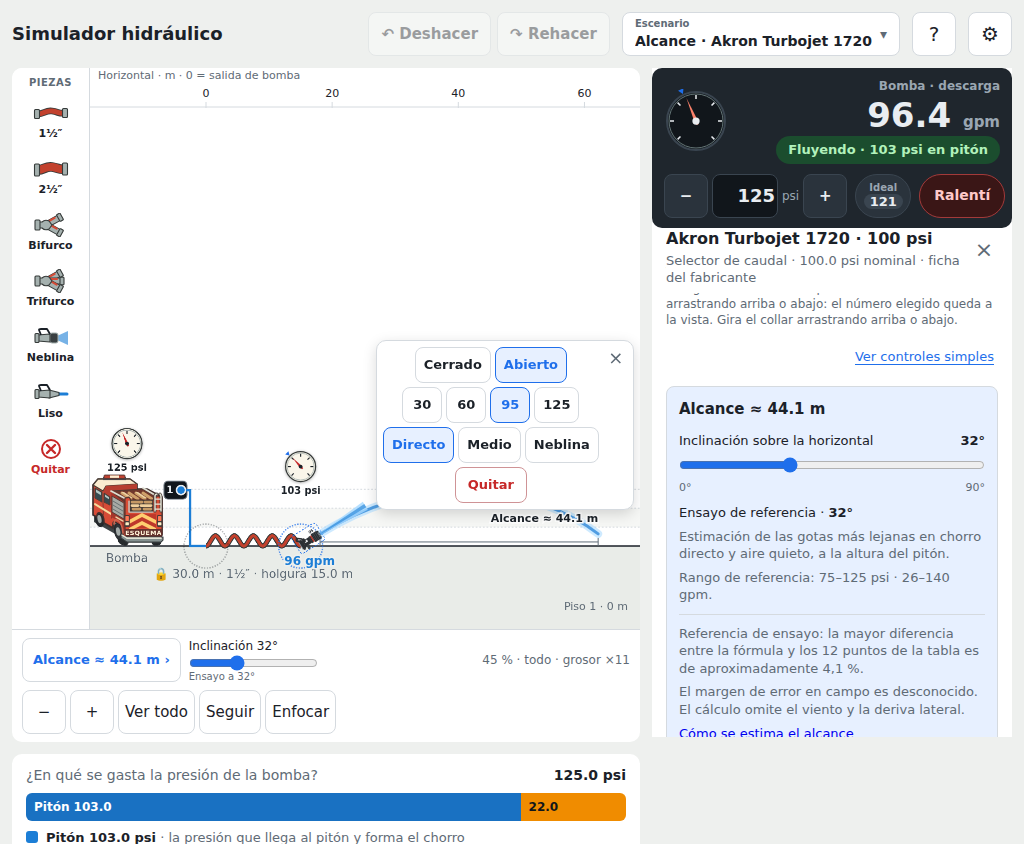 Simulador hidráulico
↶ Deshacer
↷ Rehacer
Escenario
Alcance · Akron Turbojet 1720
?
PIEZAS
1½″
2½″
Bifurco
Trifurco
Neblina
Liso
Quitar
Horizontal · m · 0 = salida de bomba
0 20 40 60
Cerrado Abierto
30 60 95 125
Directo Medio Neblina
Quitar
125 psi
1
ESQUEMA
103 psi
Alcance ≈ 44.1 m
96 gpm
Bomba
30.0 m · 1½″ · holgura 15.0 m
Piso 1 · 0 m
Alcance ≈ 44.1 m ›
Inclinación 32°
Ensayo a 32°
45 % · todo · grosor ×11
− + Ver todo Seguir Enfocar
¿En qué se gasta la presión de la bomba? 125.0 psi
Pitón 103.0 22.0
Pitón 103.0 psi · la presión que llega al pitón y forma el chorro
Bomba · descarga
96.4 gpm
Fluyendo · 103 psi en pitón
− 125 psi +
Ideal
121
Ralentí
Akron Turbojet 1720 · 100 psi
Selector de caudal · 100.0 psi nominal · ficha
del fabricante
arrastrando arriba o abajo: el número elegido queda a
la vista. Gira el collar arrastrando arriba o abajo.
Ver controles simples
Alcance ≈ 44.1 m
Inclinación sobre la horizontal 32°
0° 90°
Ensayo de referencia · 32°
Estimación de las gotas más lejanas en chorro
directo y aire quieto, a la altura del pitón.
Rango de referencia: 75–125 psi · 26–140
gpm.
Referencia de ensayo: la mayor diferencia
entre la fórmula y los 12 puntos de la tabla es
de aproximadamente 4,1 %.
El margen de error en campo es desconocido.
El cálculo omite el viento y la deriva lateral.
Cómo se estima el alcance